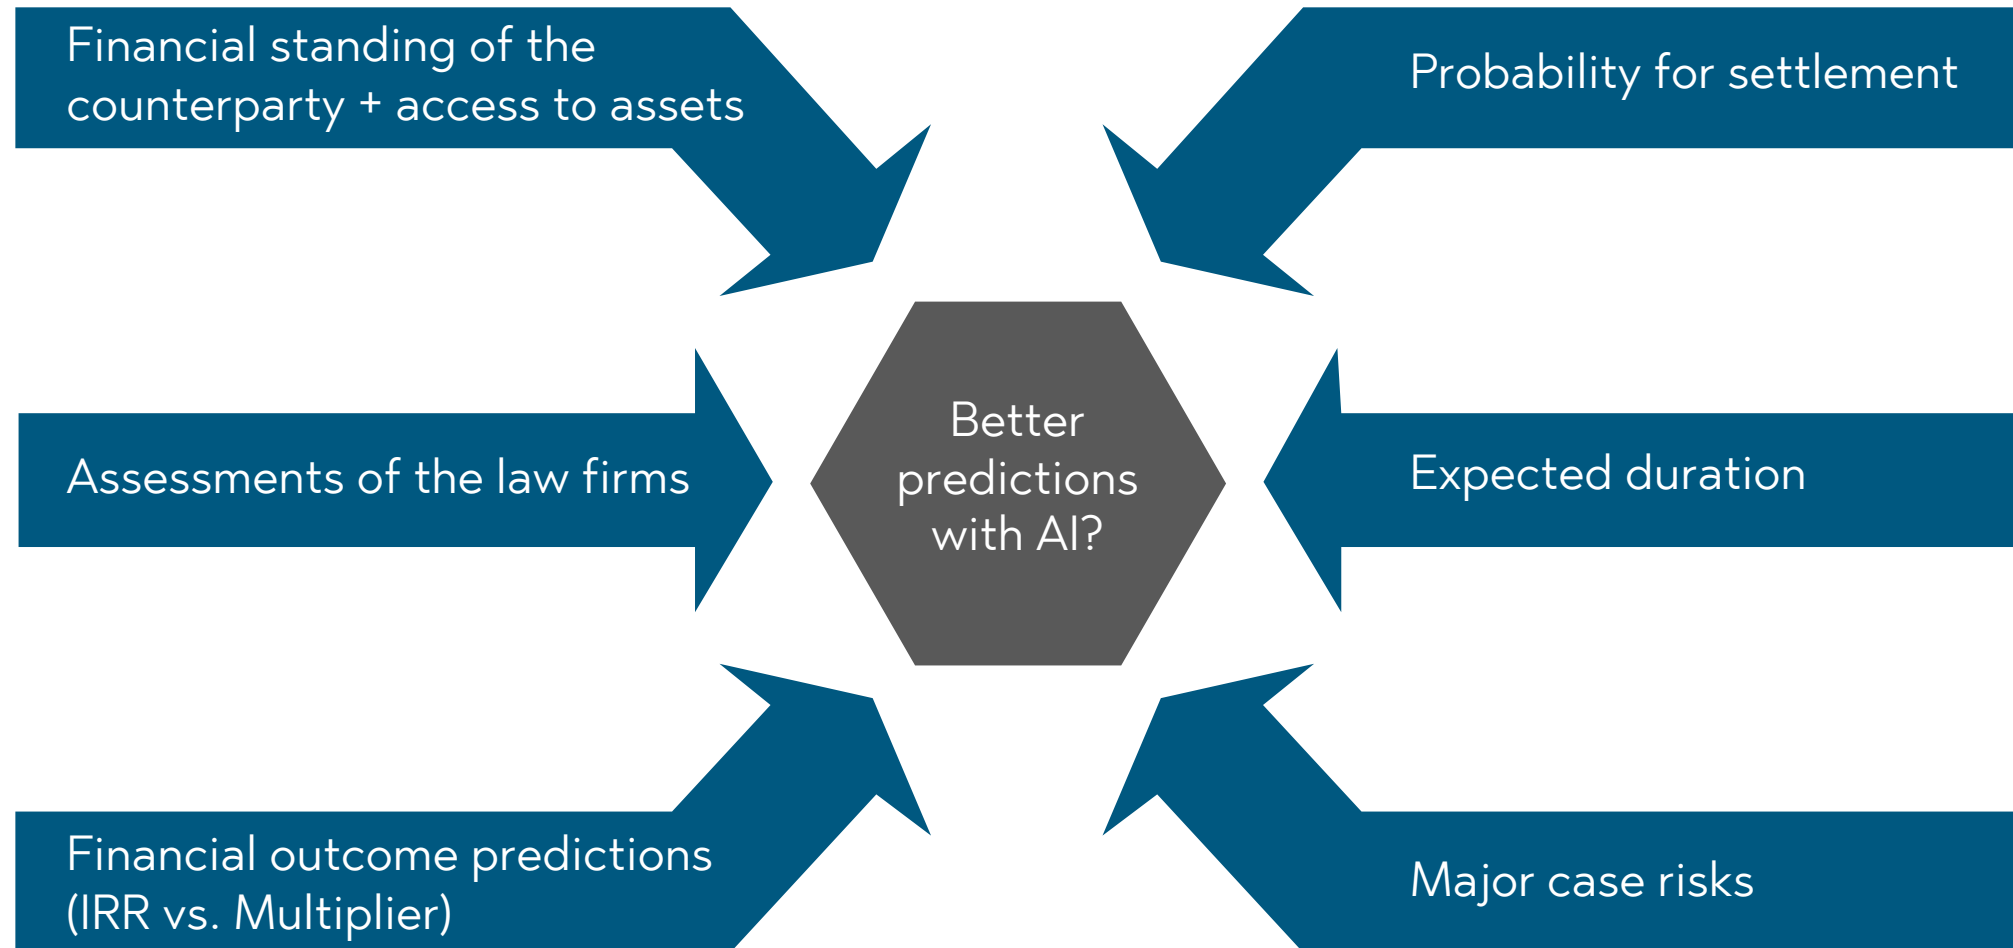 Financial standing of the
counterparty + access to assets
Probability for settlement
Assessments of the law firms
Better
predictions
with AI?
Expected duration
Financial outcome predictions
(IRR vs. Multiplier)
Major case risks